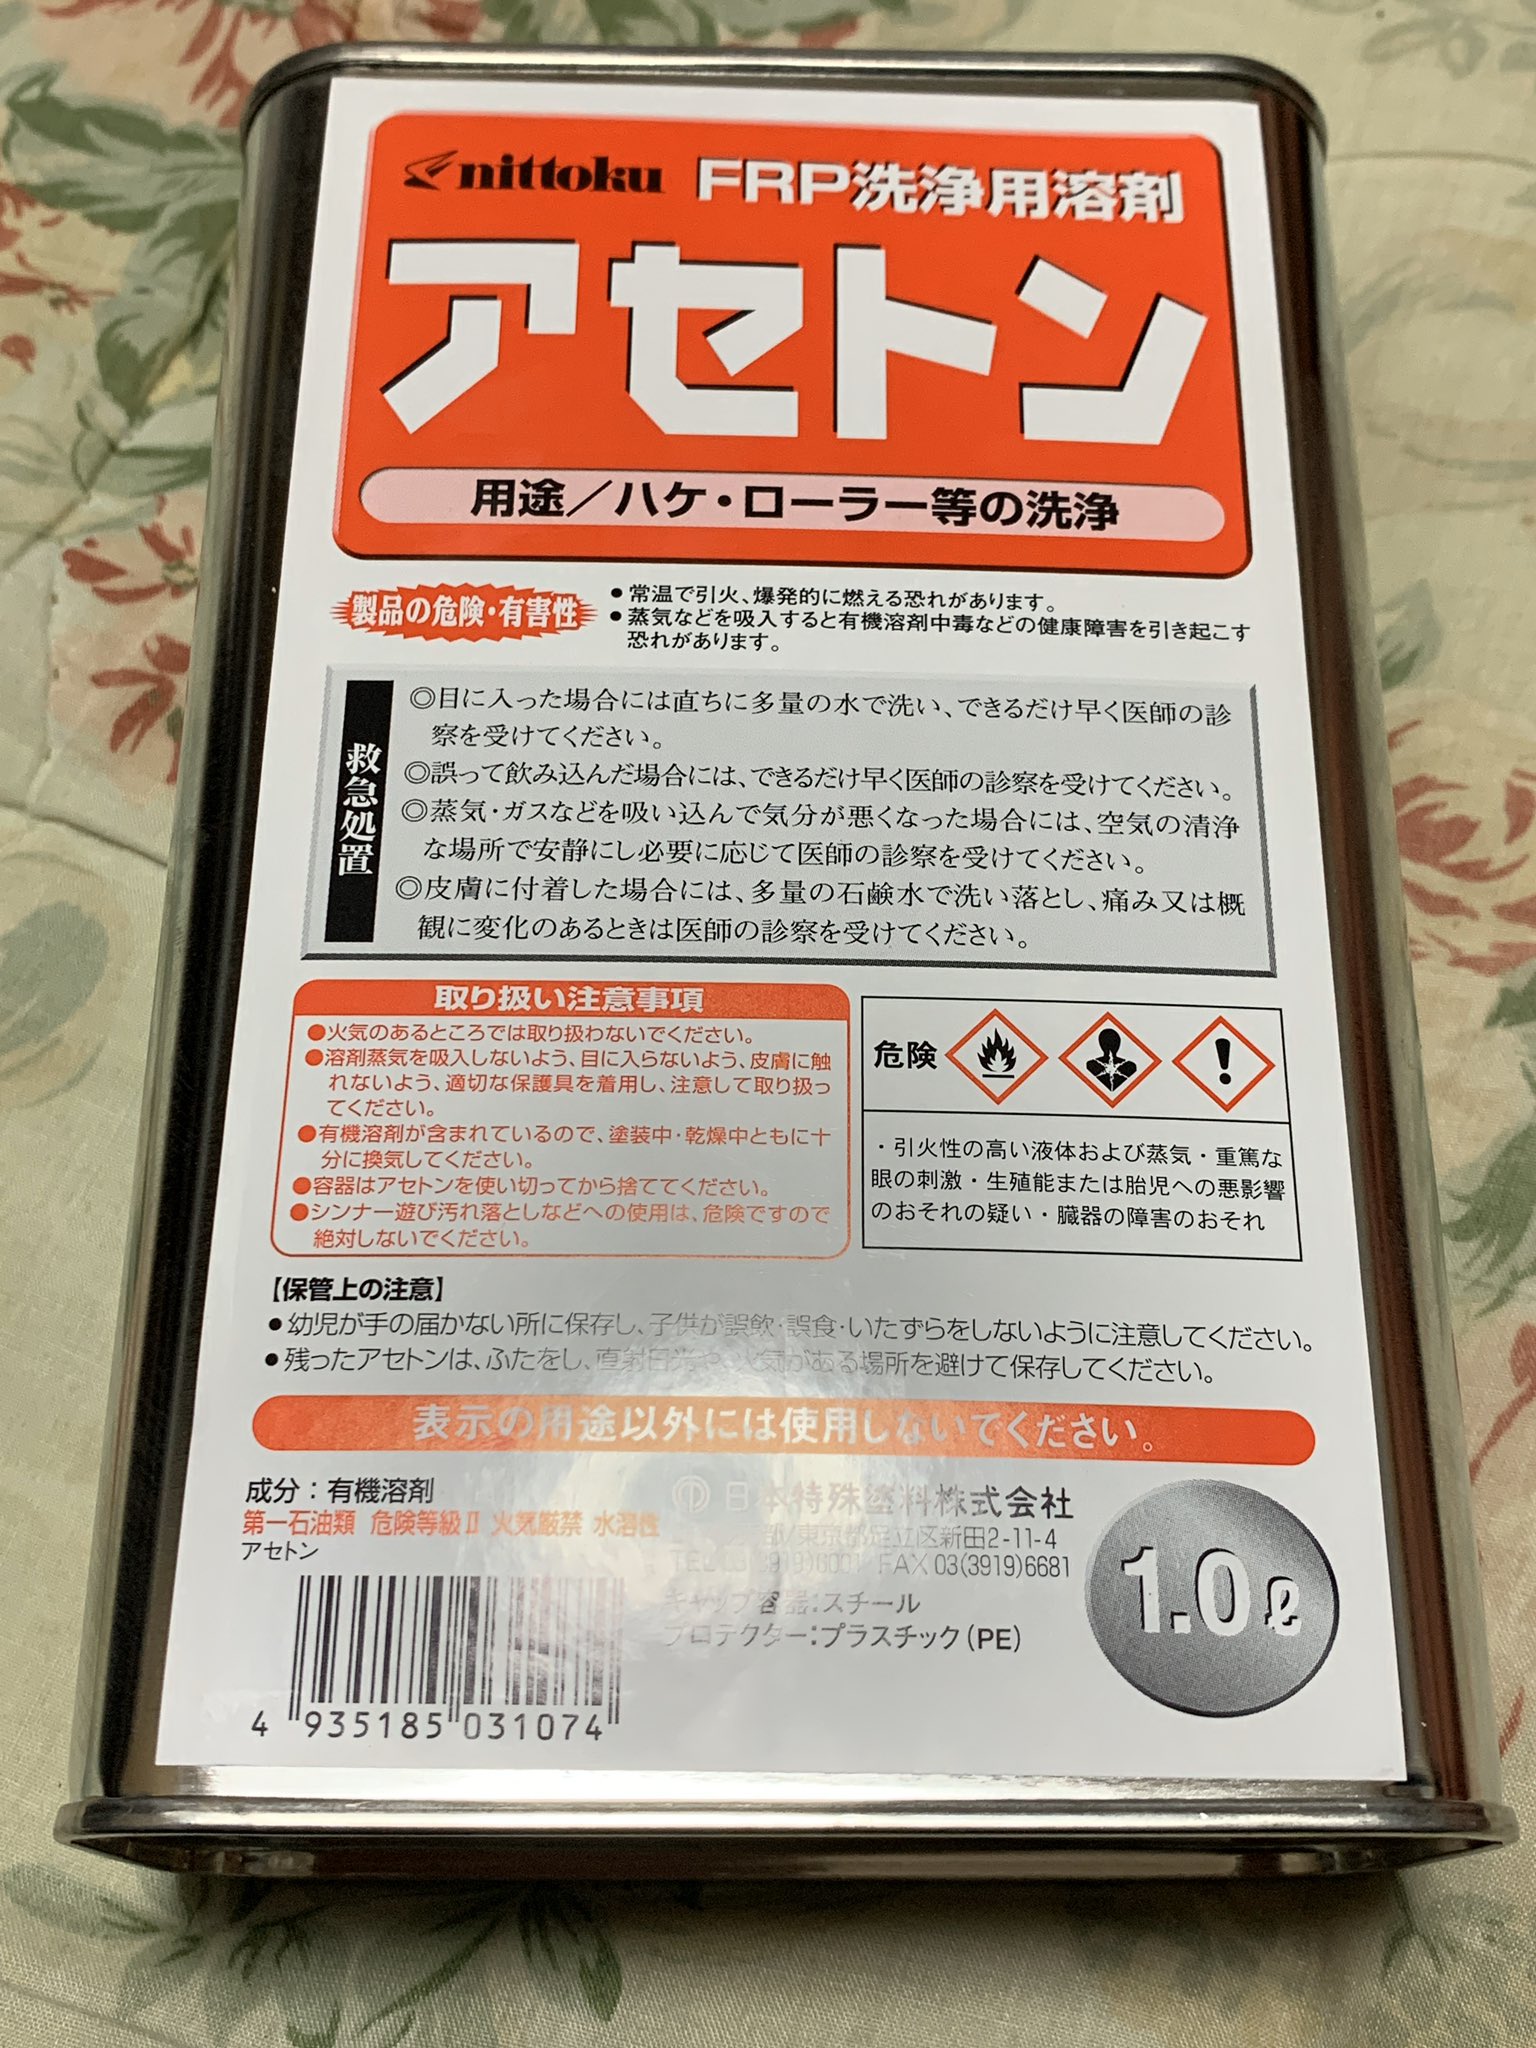 nittoku FRP洗浄用溶剤
アセトン
用途／ハケ・ローラー等の洗浄
製品の危険・有害性
●常温で引火、爆発的に燃える恐れがあります。
●蒸気などを吸入すると有機溶剤中毒などの健康障害を引き起こす
恐れがあります。
救急処置
◎目に入った場合には直ちに多量の水で洗い、できるだけ早く医師の診
察を受けてください。
◎誤って飲み込んだ場合には、できるだけ早く医師の診察を受けてください。
◎蒸気・ガスなどを吸い込んで気分が悪くなった場合には、空気の清浄
な場所で安静にし必要に応じて医師の診察を受けてください。
◎皮膚に付着した場合には、多量の石鹸水で洗い落とし、痛み又は概
観に変化のあるときは医師の診察を受けてください。
取り扱い注意事項
●火気のあるところでは取り扱わないでください。
●溶剤蒸気を吸入しないよう、目に入らないよう、皮膚に触
れないよう、適切な保護具を着用し、注意して取り扱っ
てください。
●有機溶剤が含まれているので、塗装中・乾燥中ともに十
分に換気してください。
●容器はアセトンを使い切ってから捨ててください。
●シンナー遊び汚れ落としなどへの使用は、危険ですので
絶対しないでください。
危険
・引火性の高い液体および蒸気・重篤な
眼の刺激・生殖能または胎児への悪影響
のおそれの疑い・臓器の障害のおそれ
【保管上の注意】
●幼児が手の届かない所に保存し、子供が誤飲・誤食・いたずらをしないように注意してください。
●残ったアセトンは、ふたをし、直射日光や、火気がある場所を避けて保存してください。
表示の用途以外には使用しないでください。
成分：有機溶剤
第一石油類 危険等級Ⅱ 火気厳禁 水溶性
アセトン
日本特殊塗料株式会社
部/東京都足立区新田2-11-4
TEL03(3919)6001 FAX03(3919)6681
キャップ容器：スチール
プロテクター：プラスチック(PE)
1.0ℓ
4 935185 031074